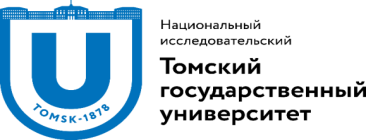 U
TOMSK-1878
Национальный
исследовательский
Томский
государственный
университет